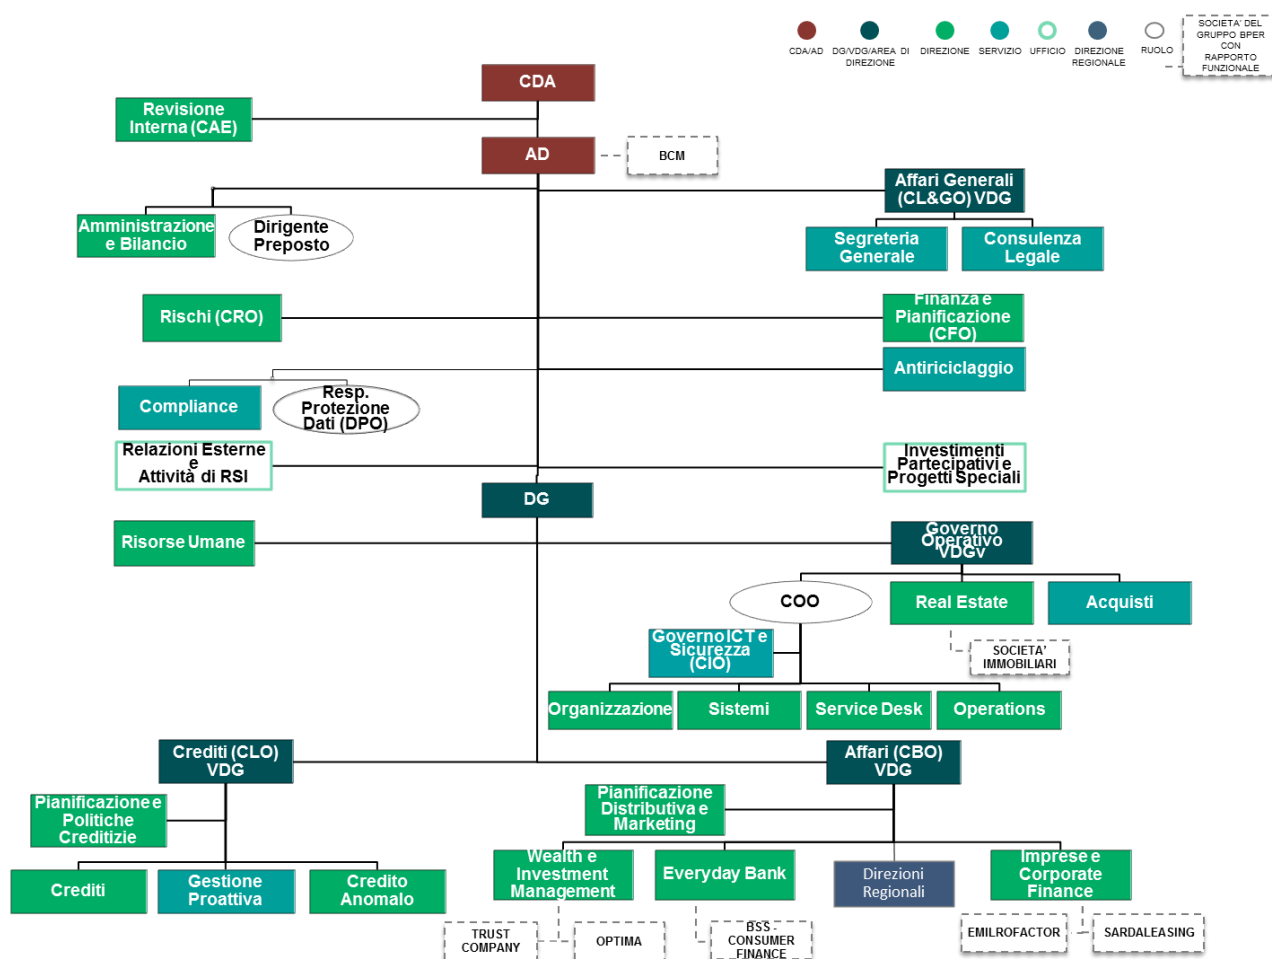 SOCIETA' DEL
GRUPPO BPER
CON
RAPPORTO
FUNZIONALE
CDA/AD
DG/VDG/AREA DI
DIREZIONE
DIREZIONE
SERVIZIO
UFFICIO
DIREZIONE
REGIONALE
RUOLO
CDA
Revisione
Interna (CAE)
AD
BCM
Affari Generali
(CL&GO) VDG
Amministrazione
e Bilancio
Dirigente
Preposto
Segreteria
Generale
Consulenza
Legale
Rischi (CRO)
Finanza e
Pianificazione
(CFO)
Antiriciclaggio
Compliance
Resp.
Protezione
Dati (DPO)
Relazioni Esterne
e
Attività di RSI
Investimenti
Partecipativi e
Progetti Speciali
DG
Risorse Umane
Governo
Operativo
VDGv
COO
Real Estate
Acquisti
Governo ICT e
Sicurezza
(CIO)
SOCIETA'
IMMOBILIARI
Organizzazione
Sistemi
Service Desk
Operations
Crediti (CLO)
VDG
Affari (CBO)
VDG
Pianificazione e
Politiche
Creditizie
Pianificazione
Distributiva e
Marketing
Crediti
Gestione
Proattiva
Credito
Anomalo
Wealth e
Investment
Management
Everyday Bank
Direzioni
Regionali
Imprese e
Corporate
Finance
TRUST
COMPANY
OPTIMA
BSS -
CONSUMER
FINANCE
EMILROFACTOR
SARDALEASING